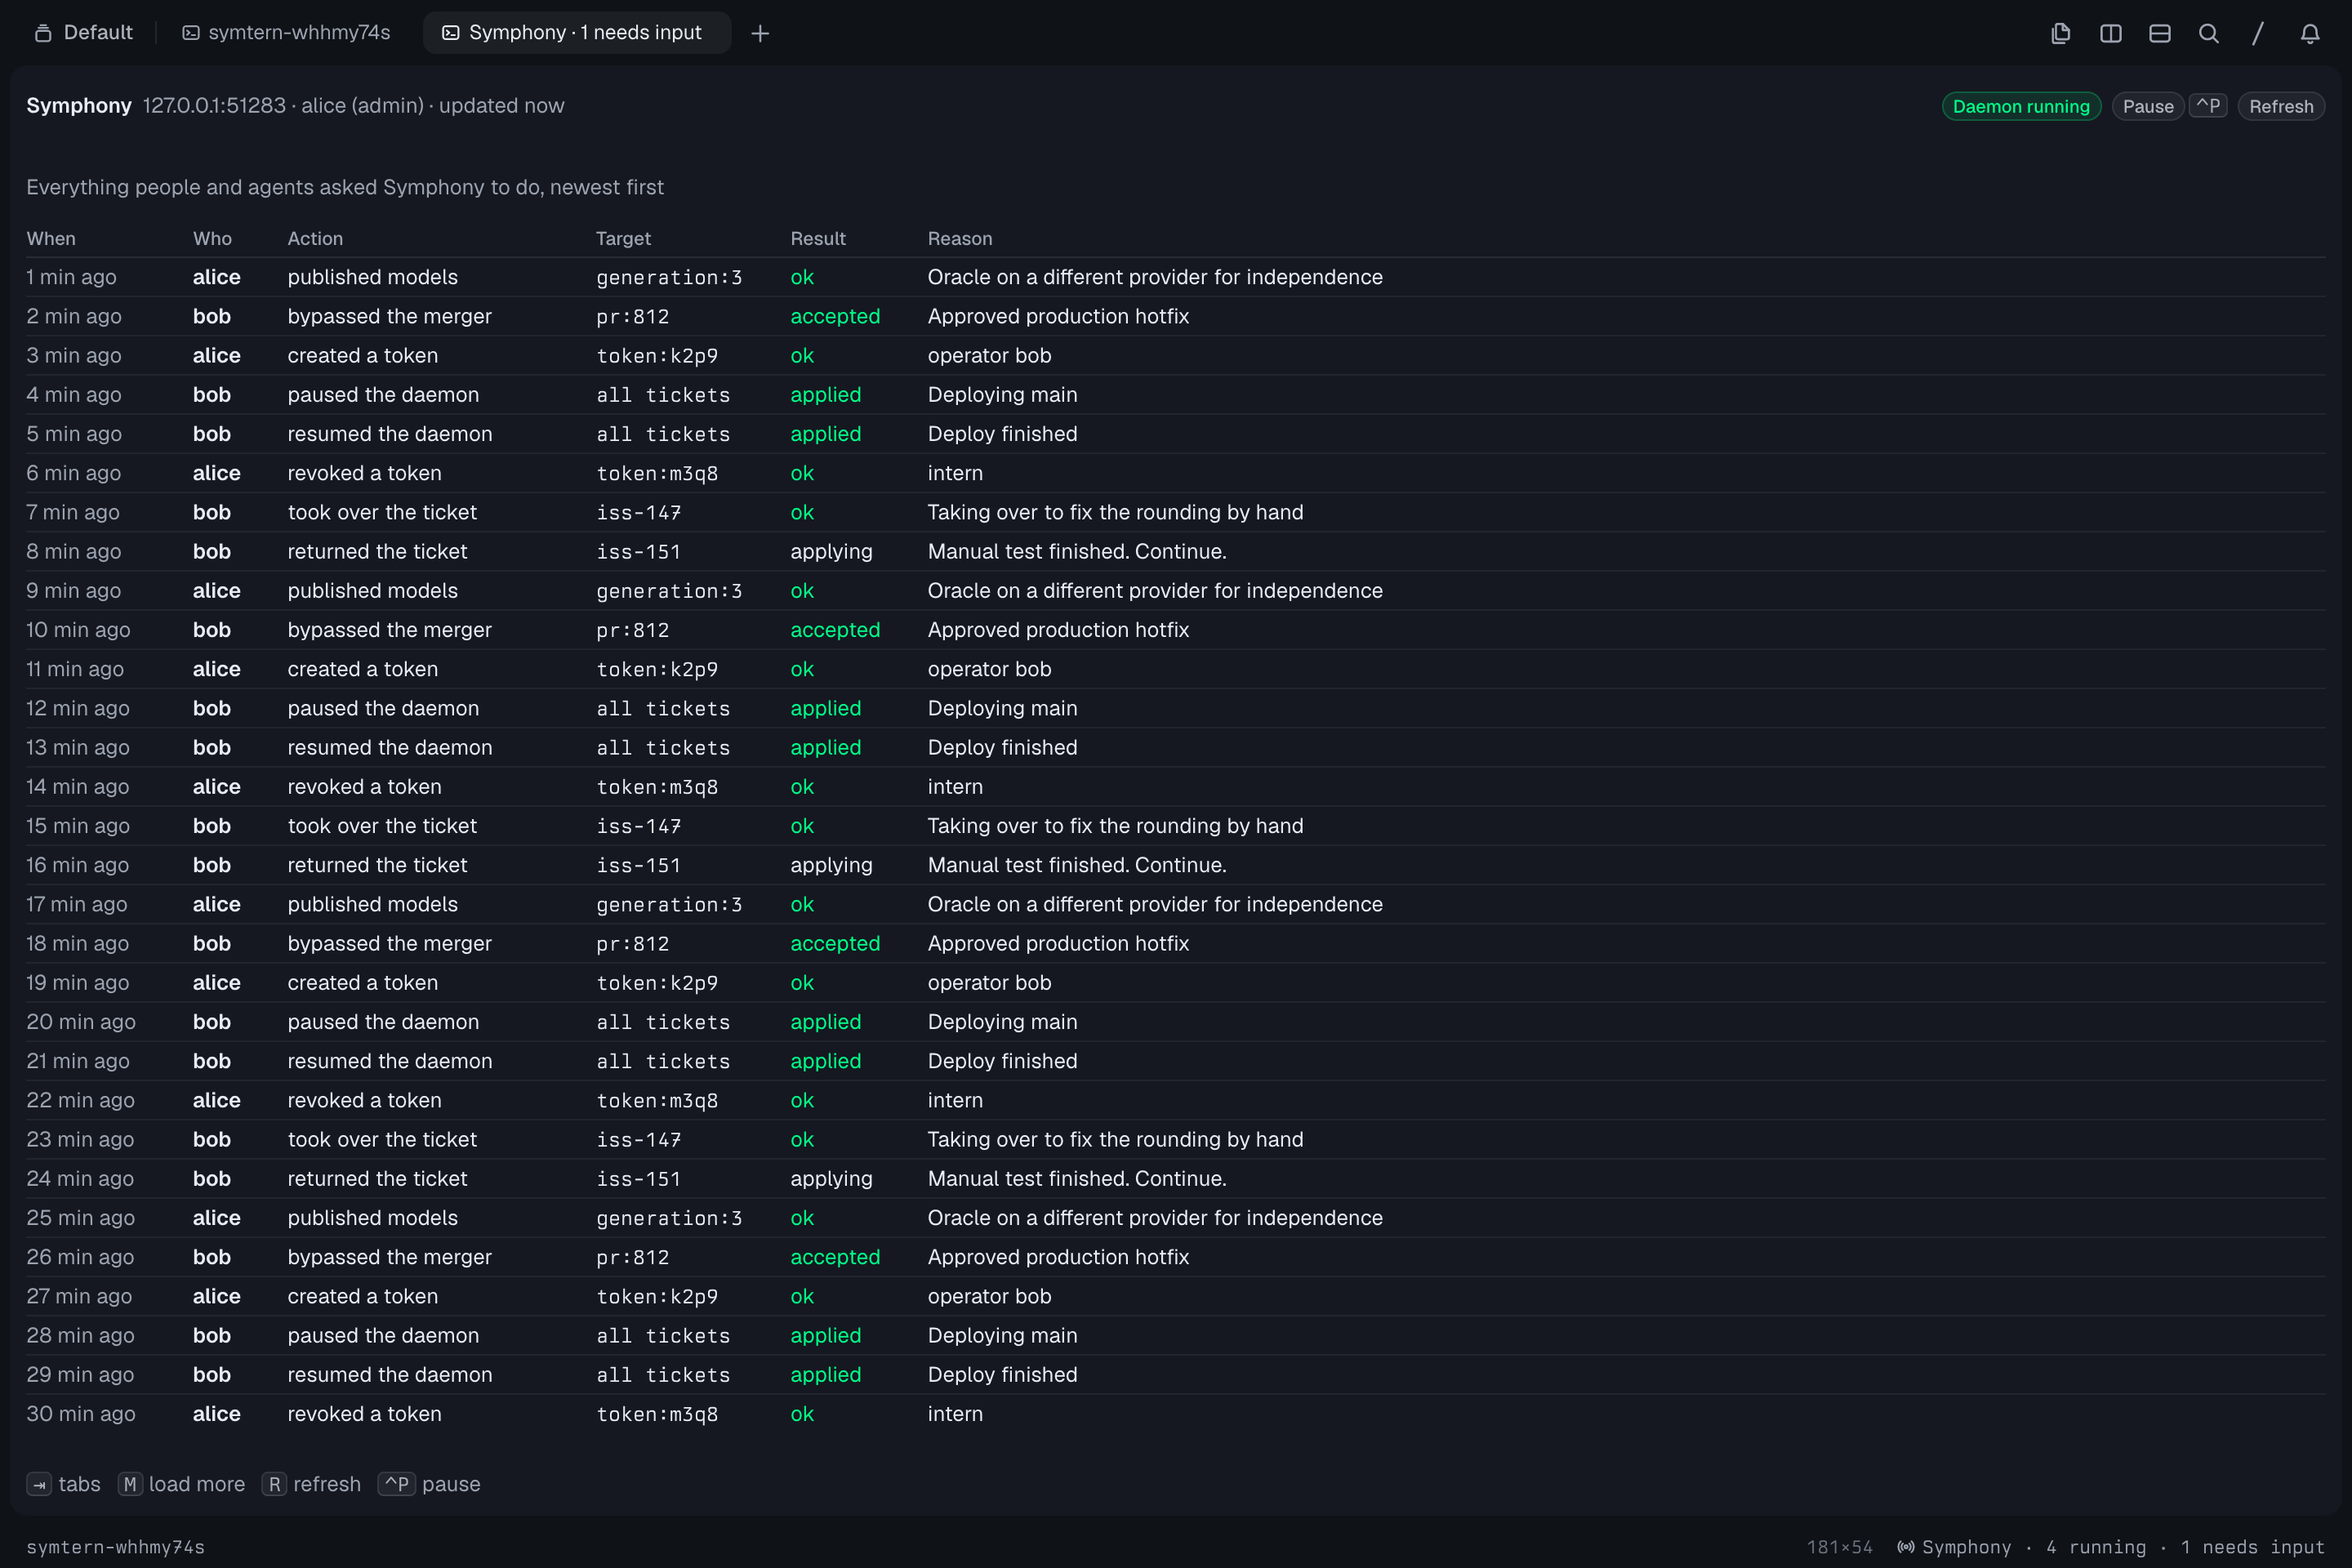 Default symtern-whhmy74s Symphony · 1 needs input
Symphony 127.0.0.1:51283 · alice (admin) · updated now Daemon running Pause ^P Refresh
Everything people and agents asked Symphony to do, newest first
When Who Action Target Result Reason
1 min ago alice published models generation:3 ok Oracle on a different provider for independence
2 min ago bob bypassed the merger pr:812 accepted Approved production hotfix
3 min ago alice created a token token:k2p9 ok operator bob
4 min ago bob paused the daemon all tickets applied Deploying main
5 min ago bob resumed the daemon all tickets applied Deploy finished
6 min ago alice revoked a token token:m3q8 ok intern
7 min ago bob took over the ticket iss-147 ok Taking over to fix the rounding by hand
8 min ago bob returned the ticket iss-151 applying Manual test finished. Continue.
9 min ago alice published models generation:3 ok Oracle on a different provider for independence
10 min ago bob bypassed the merger pr:812 accepted Approved production hotfix
11 min ago alice created a token token:k2p9 ok operator bob
12 min ago bob paused the daemon all tickets applied Deploying main
13 min ago bob resumed the daemon all tickets applied Deploy finished
14 min ago alice revoked a token token:m3q8 ok intern
15 min ago bob took over the ticket iss-147 ok Taking over to fix the rounding by hand
16 min ago bob returned the ticket iss-151 applying Manual test finished. Continue.
17 min ago alice published models generation:3 ok Oracle on a different provider for independence
18 min ago bob bypassed the merger pr:812 accepted Approved production hotfix
19 min ago alice created a token token:k2p9 ok operator bob
20 min ago bob paused the daemon all tickets applied Deploying main
21 min ago bob resumed the daemon all tickets applied Deploy finished
22 min ago alice revoked a token token:m3q8 ok intern
23 min ago bob took over the ticket iss-147 ok Taking over to fix the rounding by hand
24 min ago bob returned the ticket iss-151 applying Manual test finished. Continue.
25 min ago alice published models generation:3 ok Oracle on a different provider for independence
26 min ago bob bypassed the merger pr:812 accepted Approved production hotfix
27 min ago alice created a token token:k2p9 ok operator bob
28 min ago bob paused the daemon all tickets applied Deploying main
29 min ago bob resumed the daemon all tickets applied Deploy finished
30 min ago alice revoked a token token:m3q8 ok intern
⇥ tabs M load more R refresh ^P pause
symtern-whhmy74s 181×54 Symphony · 4 running · 1 needs input